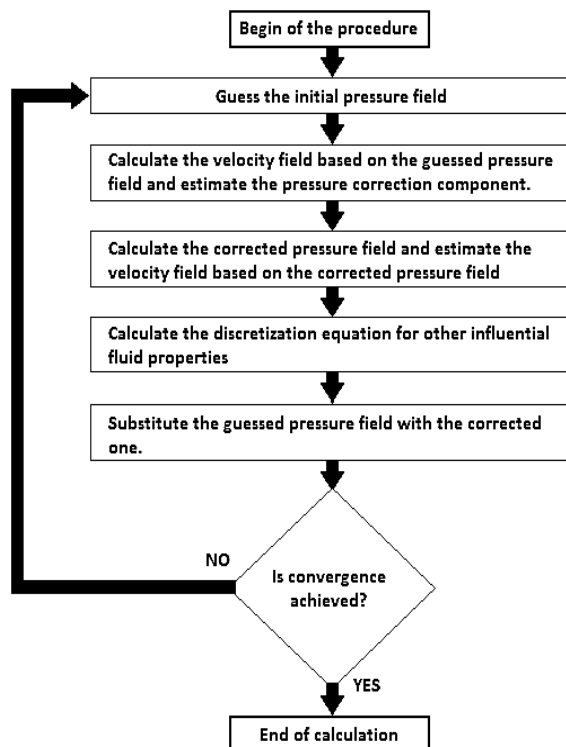 Begin of the procedure
Guess the initial pressure field
Calculate the velocity field based on the guessed pressure
field and estimate the pressure correction component.
Calculate the corrected pressure field and estimate the
velocity field based on the corrected pressure field
Calculate the discretization equation for other influential
fluid properties
Substitute the guessed pressure field with the corrected
one.
NO
Is convergence
achieved?
YES
End of calculation